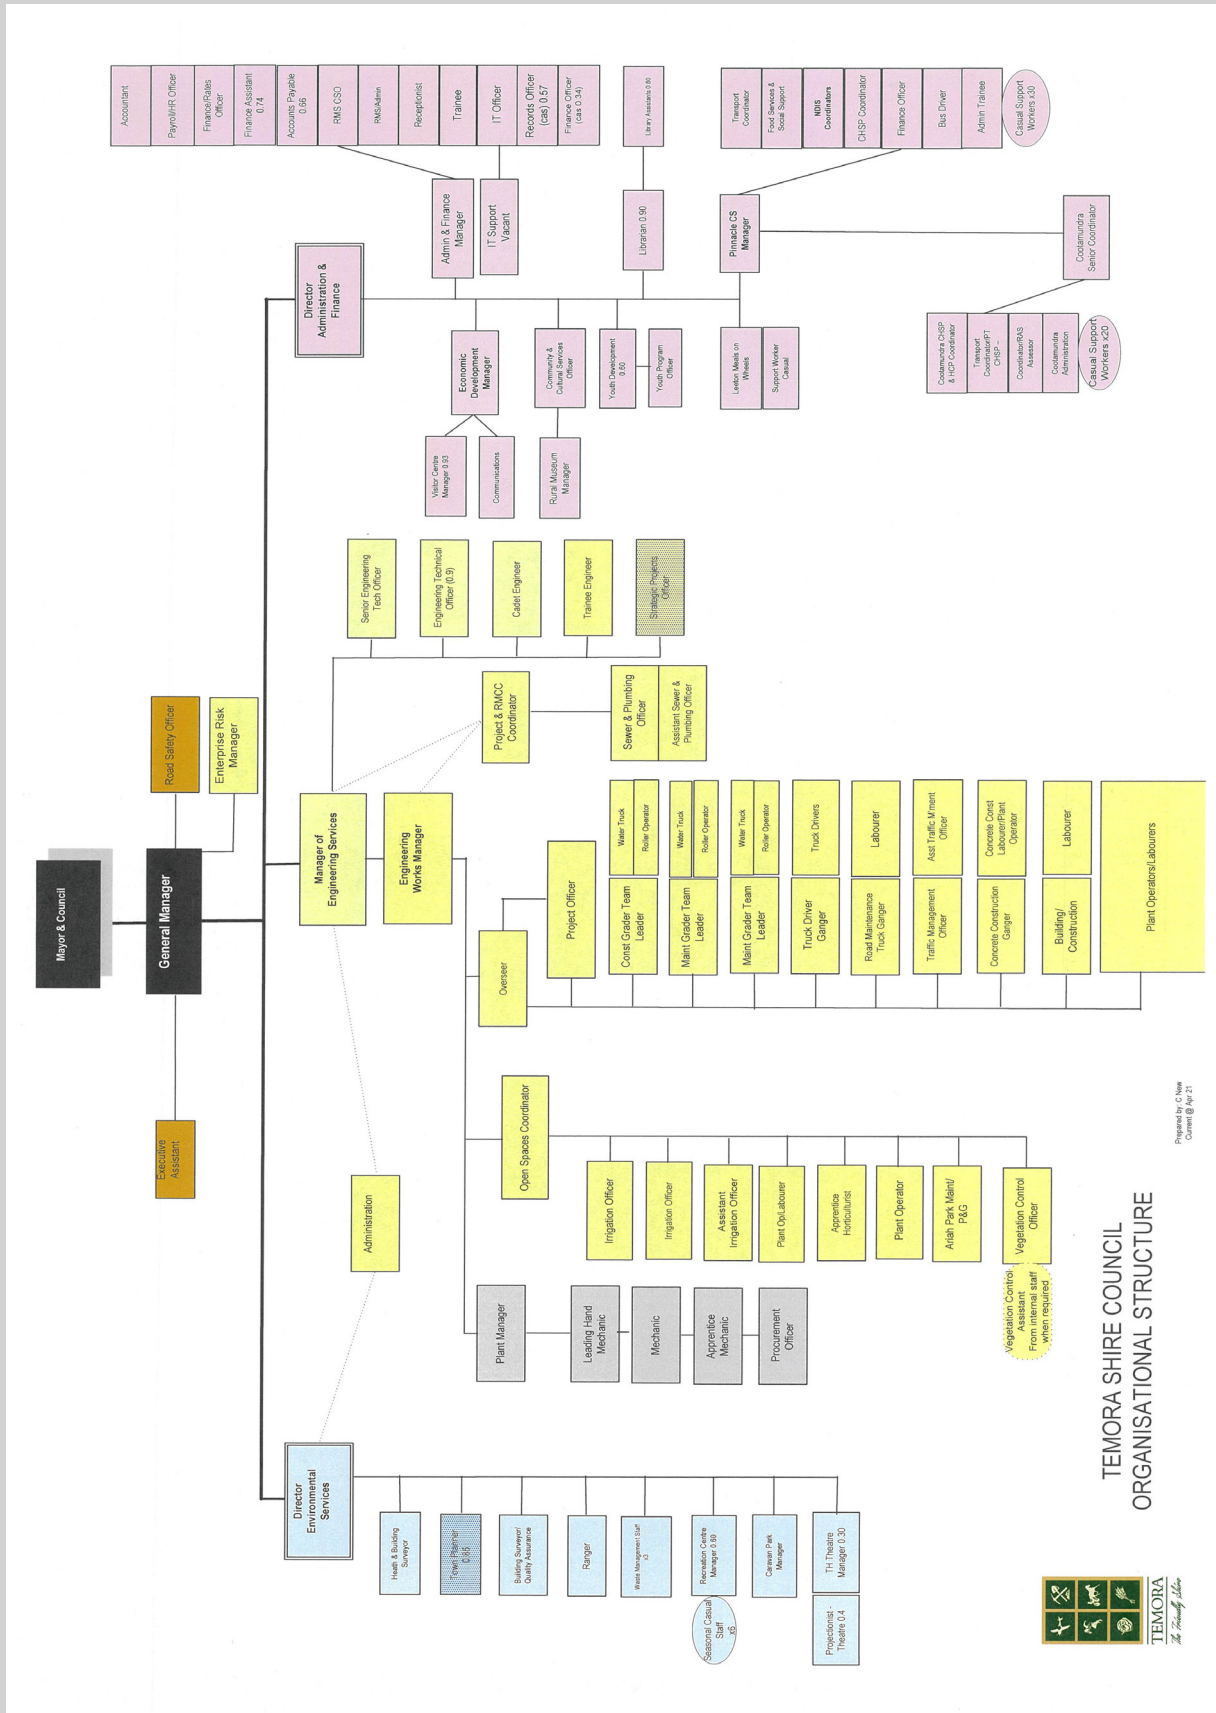 Mayor & Council
General Manager
Executive
Assistant
Road Safety Officer
Enterprise Risk
Manager
Director
Environmental
Services
Manager of
Engineering Services
Director
Administration &
Finance
Administration
Heath & Building
Surveyor
Town Planner
0.85
Building Surveyor/
Quality Assurance
Ranger
Waste Management Staff
x3
Recreation Centre
Manager 0.60
Seasonal Casual
Staff
x6
Caravan Park
Manager
TH Theatre
Manager 0.30
Projectionist -
Theatre 0.4
Engineering
Works Manager
Plant Manager
Leading Hand
Mechanic
Mechanic
Apprentice
Mechanic
Procurement
Officer
Open Spaces Coordinator
Irrigation Officer
Irrigation Officer
Assistant
Irrigation Officer
Plant Op/Labourer
Apprentice
Horticulturist
Plant Operator
Ariah Park Maint/
P&G
Vegetation Control
Officer
Vegetation Control
Assistant
From internal staff
when required
Overseer
Project Officer
Const Grader Team
Leader
Water Truck
Roller Operator
Maint Grader Team
Leader
Water Truck
Roller Operator
Maint Grader Team
Leader
Water Truck
Roller Operator
Truck Driver
Ganger
Truck Drivers
Road Maintenance
Truck Ganger
Labourer
Traffic Management
Officer
Asst Traffic M'ment
Officer
Concrete Construction
Ganger
Concrete Const
Labourer/Plant
Operator
Building/
Construction
Labourer
Plant Operators/Labourers
Project & RMCC
Coordinator
Sewer & Plumbing
Officer
Assistant Sewer &
Plumbing Officer
Senior Engineering
Tech Officer
Engineering Technical
Officer (0.9)
Cadet Engineer
Trainee Engineer
Strategic Projects
Officer
Economic
Development
Manager
Visitor Centre
Manager 0.93
Communications
Community &
Cultural Services
Officer
Rural Museum
Manager
Youth Development
0.60
Youth Program
Officer
Leeton Meals on
Wheels
Support Worker
Casual
Admin & Finance
Manager
IT Support
Vacant
Accountant
Payroll/HR Officer
Finance/Rates
Officer
Finance Assistant
0.74
Accounts Payable
0.66
RMS CSO
RMS/Admin
Receptionist
Trainee
IT Officer
Records Officer
(cas) 0.57
Finance Officer
(cas 0.34)
Librarian 0.90
Library Assistants 0.80
Pinnacle CS
Manager
Transport
Coordinator
Food Services &
Social Support
NDIS
Coordinators
CHSP Coordinator
Finance Officer
Bus Driver
Admin Trainee
Casual Support
Workers x30
Cootamundra
Senior Coordinator
Cootamundra CHSP
& HCP Coordinator
Transport
Coordinator/PT
CHSP –
Coordinator/RAS
Assessor
Cootamundra
Administration
Casual Support
Workers x20
TEMORA SHIRE COUNCIL
ORGANISATIONAL STRUCTURE
Prepared by: C New
Current @ Apr 21
TEMORA
The Friendly Shire